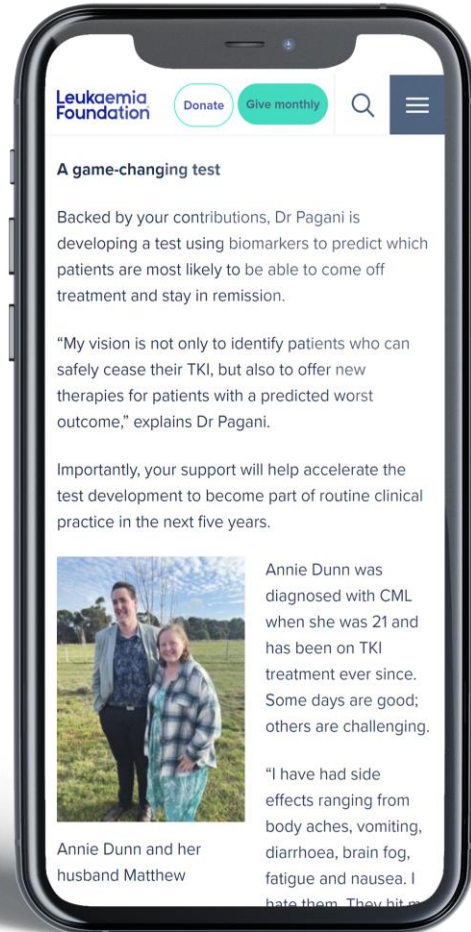 Leukaemia
Foundation
Donate
Give monthly
A game-changing test
Backed by your contributions, Dr Pagani is
developing a test using biomarkers to predict which
patients are most likely to be able to come off
treatment and stay in remission.
“My vision is not only to identify patients who can
safely cease their TKI, but also to offer new
therapies for patients with a predicted worst
outcome,” explains Dr Pagani.
Importantly, your support will help accelerate the
test development to become part of routine clinical
practice in the next five years.
Annie Dunn and her
husband Matthew
Annie Dunn was
diagnosed with CML
when she was 21 and
has been on TKI
treatment ever since.
Some days are good;
others are challenging.
“I have had side
effects ranging from
body aches, vomiting,
diarrhoea, brain fog,
fatigue and nausea. I
hate them. They hit